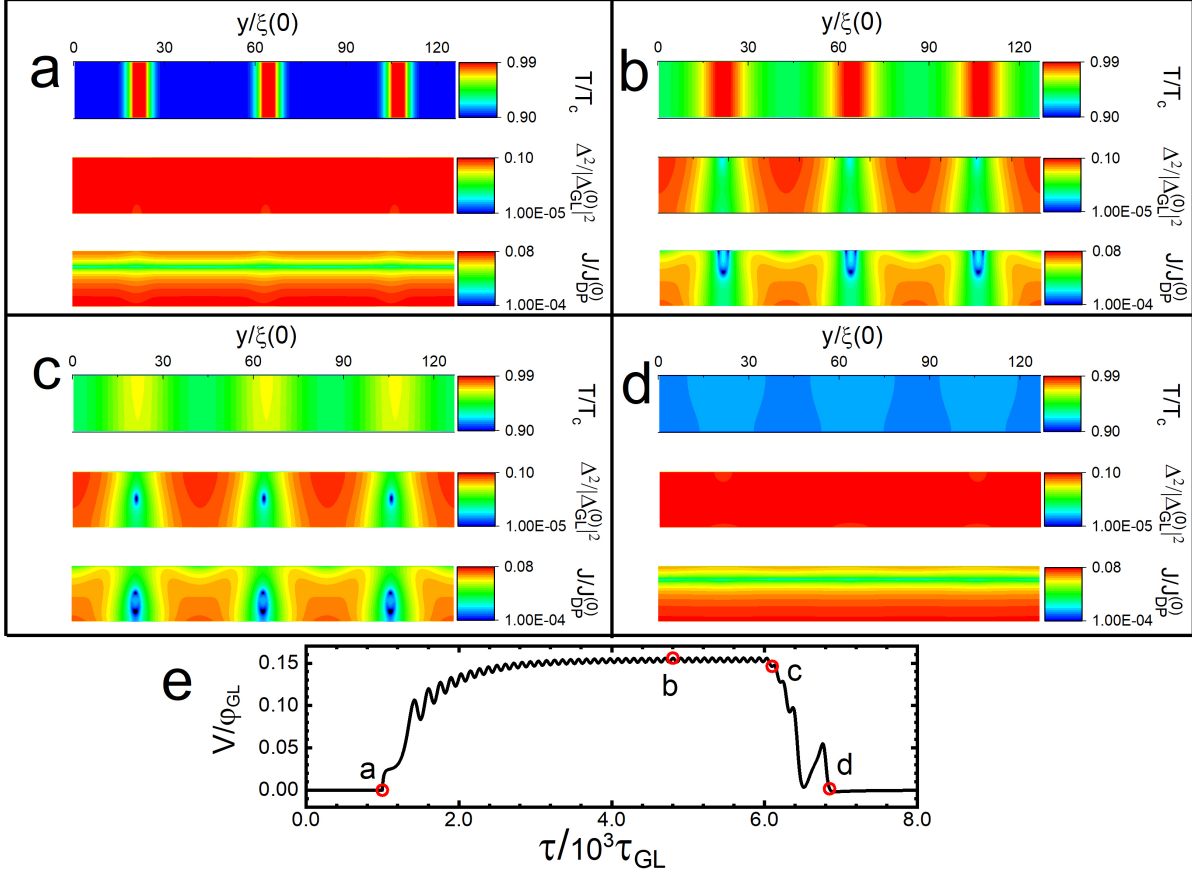 a
y/ξ(0)
0 30 60 90 120
0.99
0.90
T/Tc
0.10
1.00E-05
Δ²/|Δ_GL^(0)|²
0.08
1.00E-04
J/J_DP^(0)
b
y/ξ(0)
0 30 60 90 120
0.99
0.90
T/Tc
0.10
1.00E-05
Δ²/|Δ_GL^(0)|²
0.08
1.00E-04
J/J_DP^(0)
c
y/ξ(0)
0 30 60 90 120
0.99
0.90
T/Tc
0.10
1.00E-05
Δ²/|Δ_GL^(0)|²
0.08
1.00E-04
J/J_DP^(0)
d
y/ξ(0)
0 30 60 90 120
0.99
0.90
T/Tc
0.10
1.00E-05
Δ²/|Δ_GL^(0)|²
0.08
1.00E-04
J/J_DP^(0)
e
V/φ_GL
0.15
0.10
0.05
0.00
a
b
c
d
0.0 2.0 4.0 6.0 8.0
τ/10³τ_GL